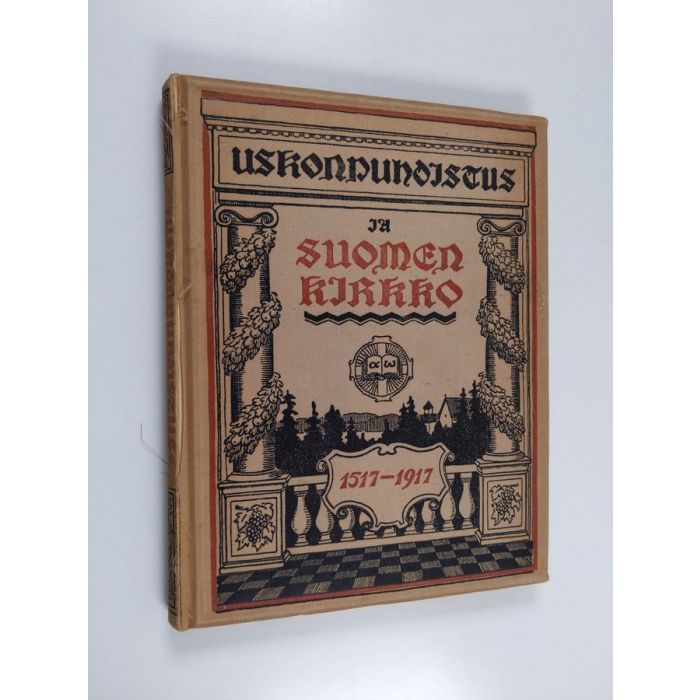 USKONPUHDISTUS
JA
SUOMEN
KIRKKO
α ω
1517–1917